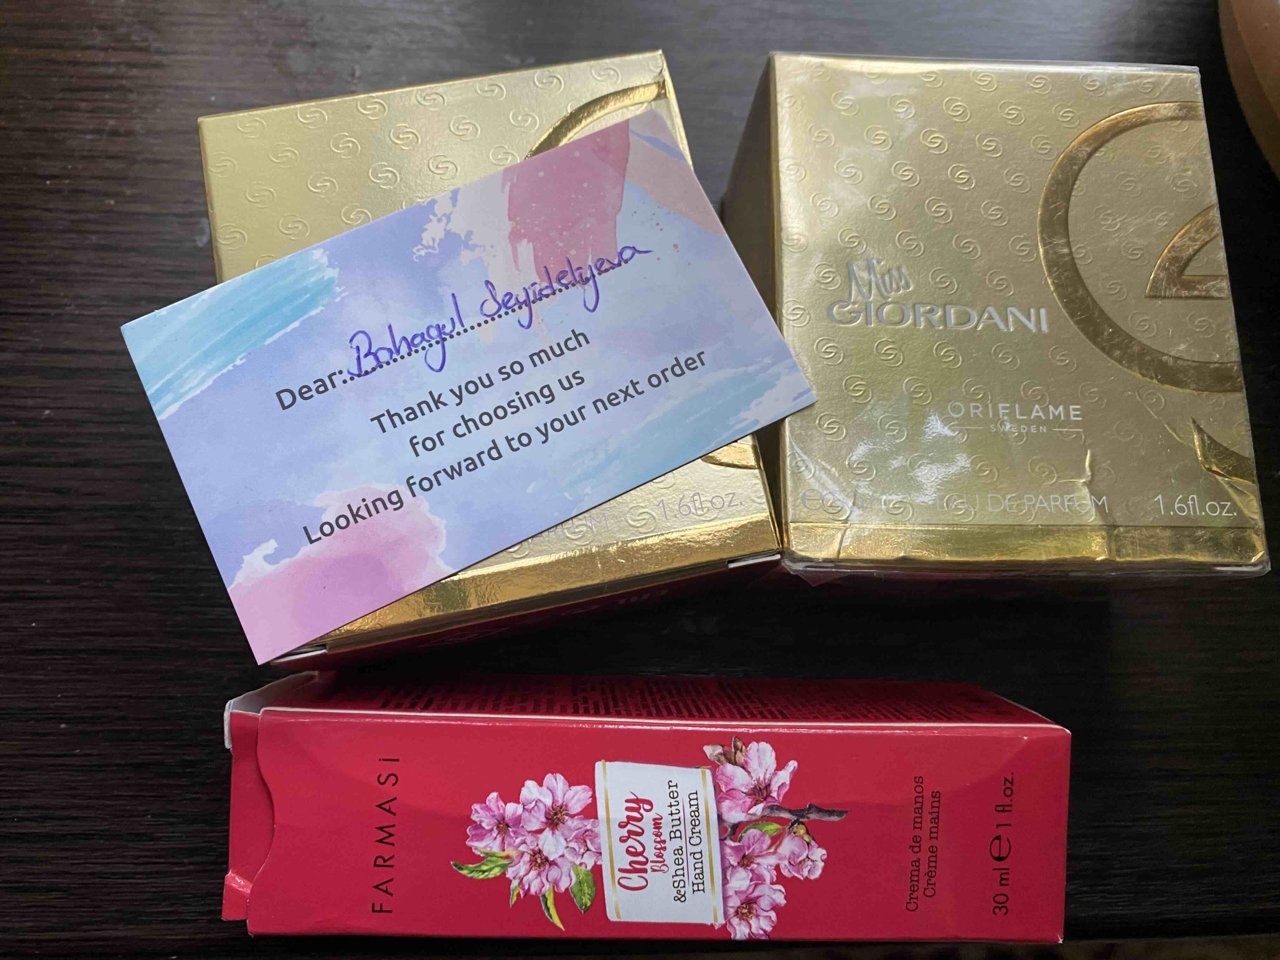 Dear: Bahagul Seyideliyeva
Thank you so much
for choosing us
Looking forward to your next order
1.6fl.oz.
Miss
GIORDANI
ORIFLAME
SWEDEN
EAU DE PARFUM 1.6fl.oz.
FARMASi
Cherry
Blossom
&Shea Butter
Hand Cream
Crema de manos
Crème mains
30 ml e 1 fl.oz.